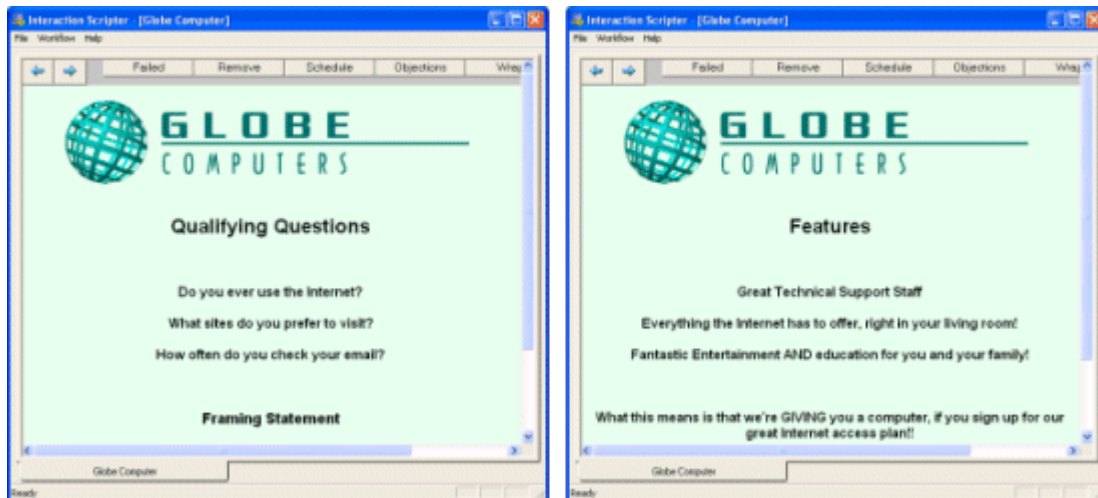 Interaction Scripter - [Globe Computer]
File Workflow Help
Failed Remove Schedule Objections Wrap
GLOBE
COMPUTERS
Qualifying Questions
Do you ever use the Internet?
What sites do you prefer to visit?
How often do you check your email?
Framing Statement
Globe Computer
Ready
Interaction Scripter - [Globe Computer]
File Workflow Help
Failed Remove Schedule Objections Wrap
GLOBE
COMPUTERS
Features
Great Technical Support Staff
Everything the Internet has to offer, right in your living room!
Fantastic Entertainment AND education for you and your family!
What this means is that we're GIVING you a computer, if you sign up for our
great Internet access plan!!
Globe Computer
Ready